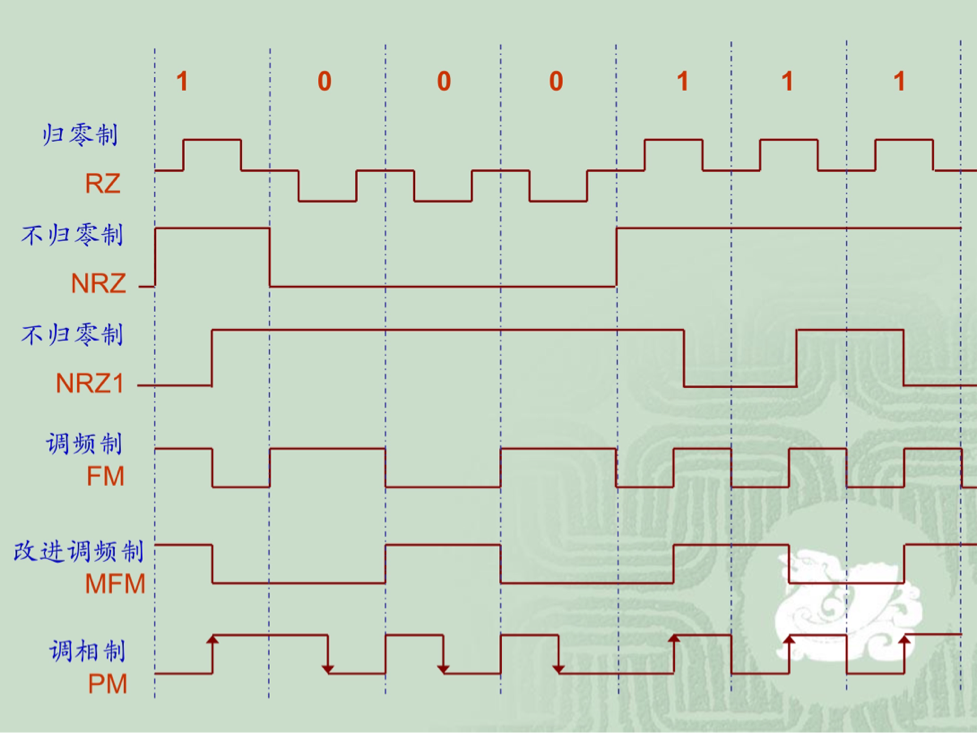 1 0 0 0 1 1 1
归零制
RZ
不归零制
NRZ
不归零制
NRZ1
调频制
FM
改进调频制
MFM
调相制
PM